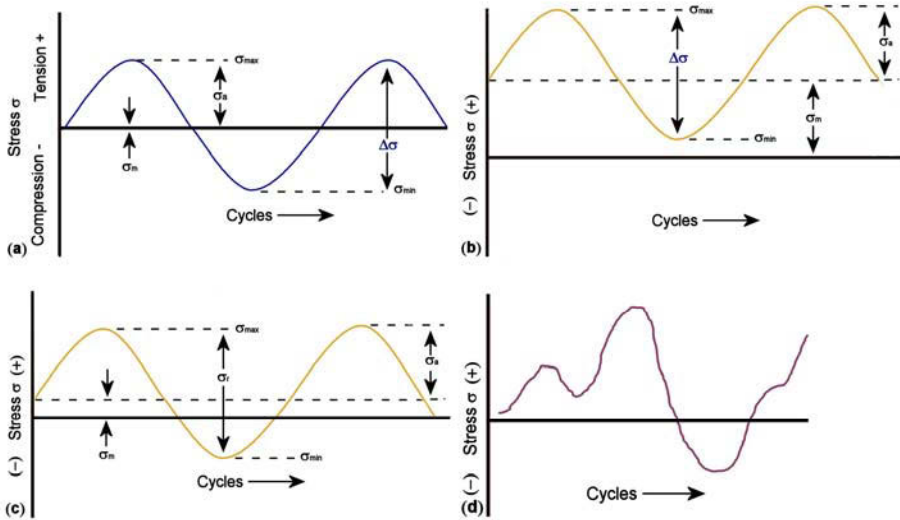 Stress σ
Compression - Tension +
σmax
σa
σm
Δσ
σmin
Cycles
(a)
Stress σ (+)
(−)
σmax
Δσ
σa
σm
σmin
Cycles
(b)
Stress σ (+)
(−)
σmax
σr
σa
σm
σmin
Cycles
(c)
Stress σ (+)
(−)
Cycles
(d)